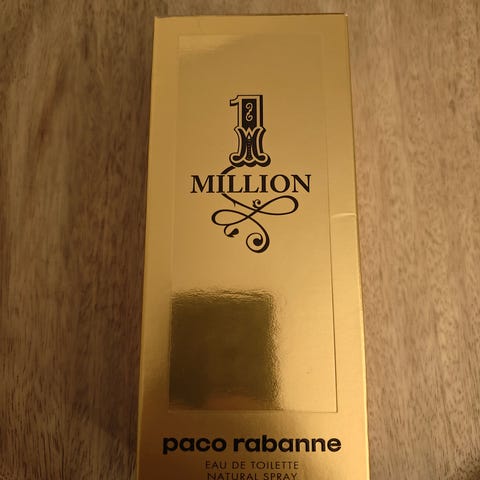 1
MILLION
paco rabanne
EAU DE TOILETTE
NATURAL SPRAY